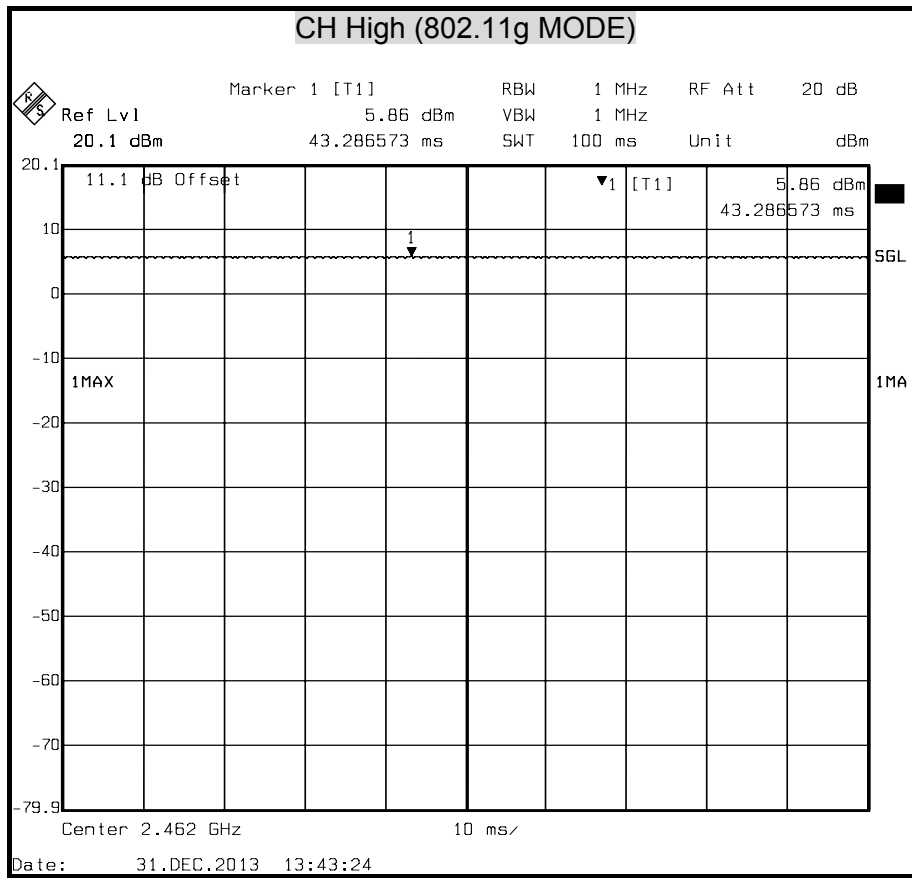 CH High (802.11g MODE)
Marker 1 [T1] RBW 1 MHz RF Att 20 dB
Ref Lvl 5.86 dBm VBW 1 MHz
20.1 dBm 43.286573 ms SWT 100 ms Unit dBm
20.1
11.1 dB Offset ▼1 [T1] 5.86 dBm
43.286573 ms
10
1
SGL
0
-10
1MAX 1MA
-20
-30
-40
-50
-60
-70
-79.9
Center 2.462 GHz 10 ms/
Date: 31.DEC.2013 13:43:24